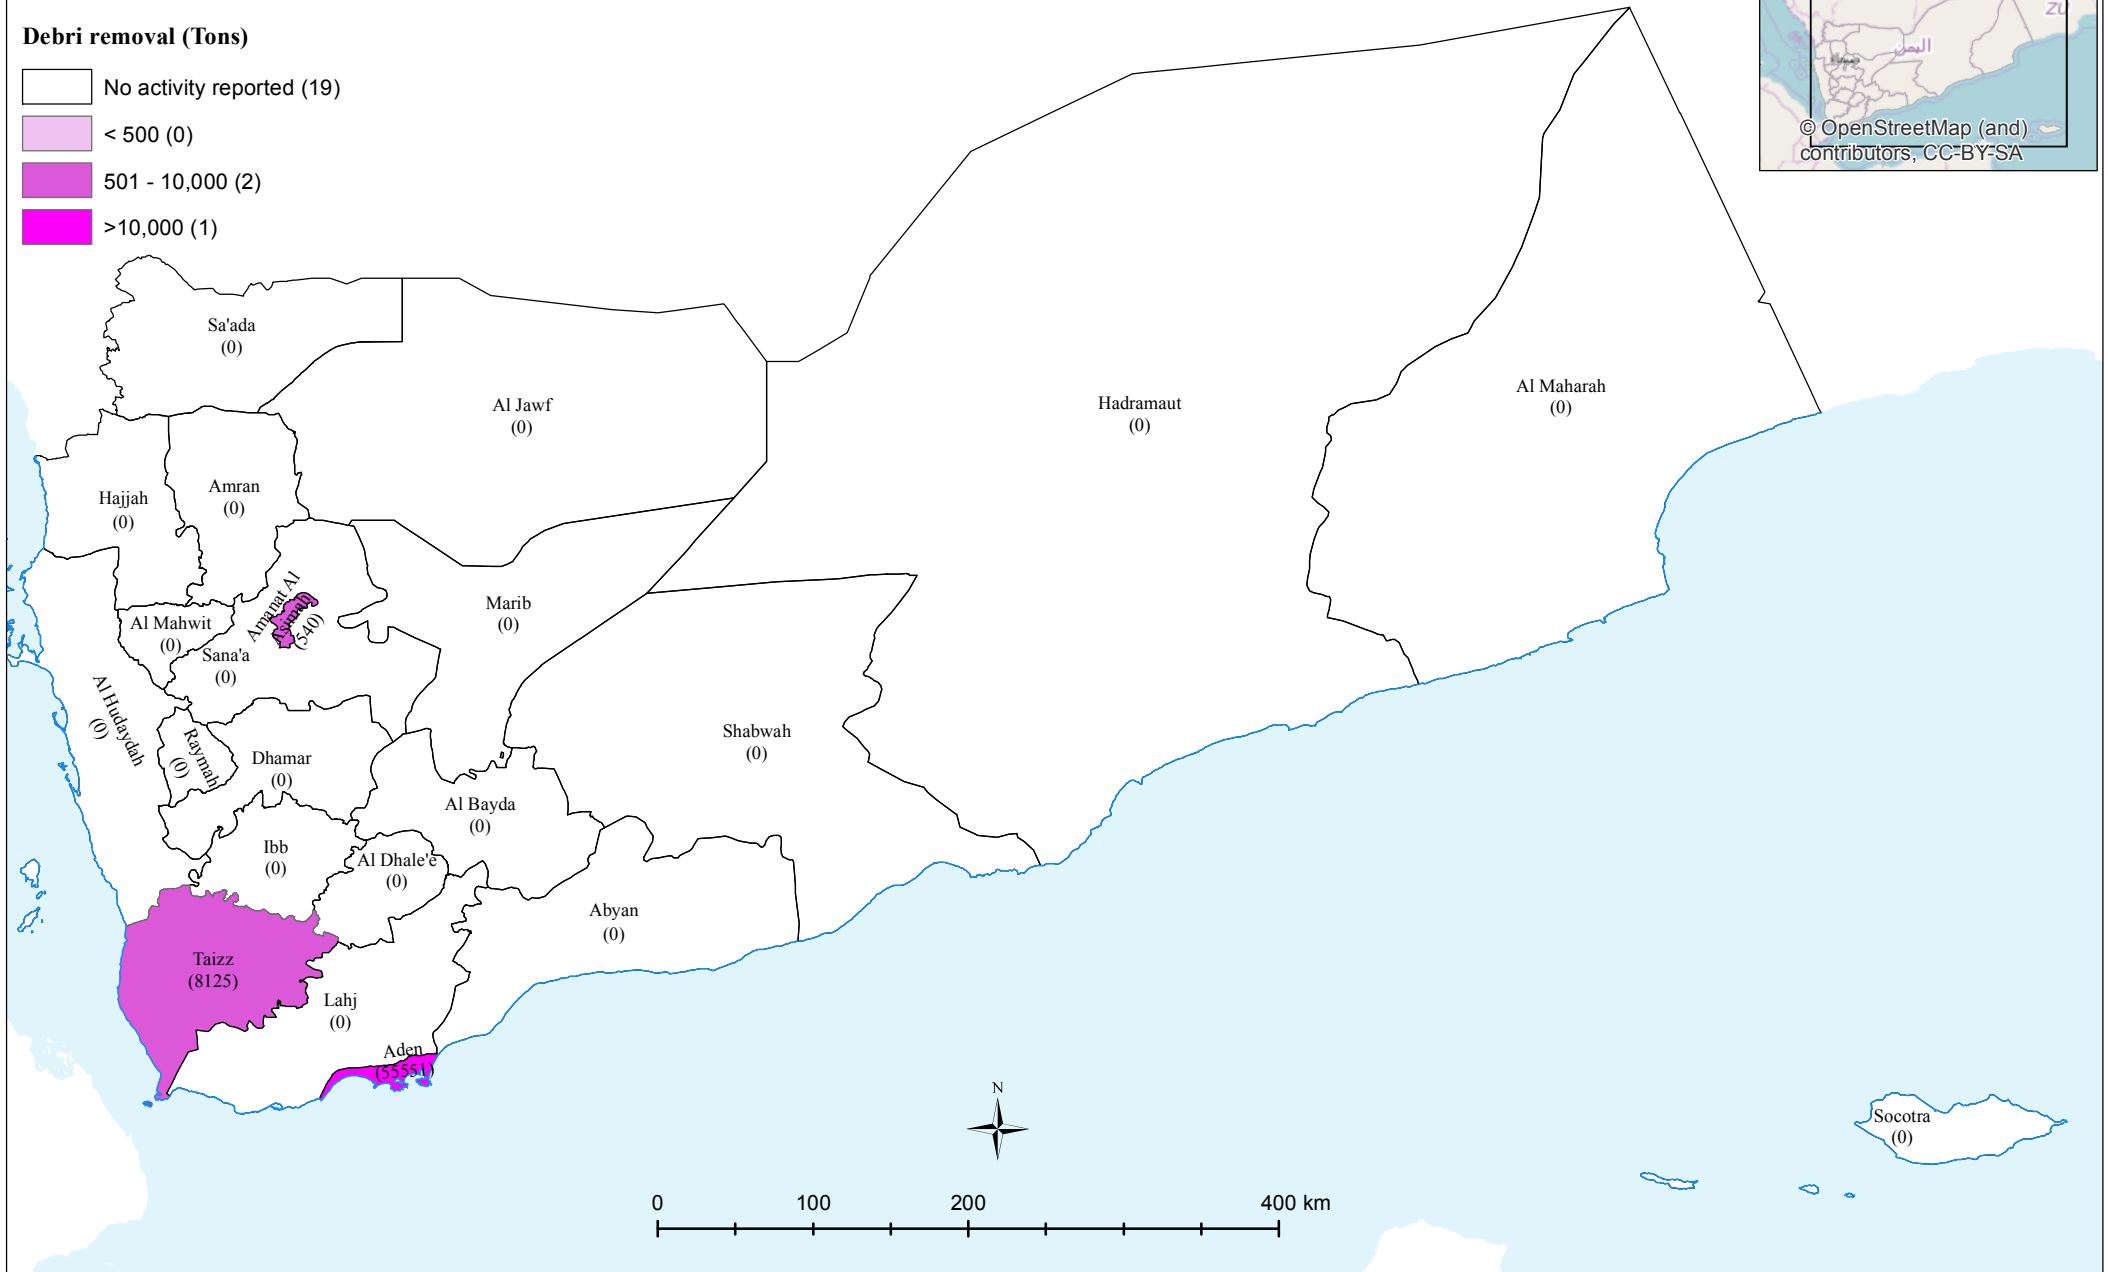 Debri removal (Tons)
No activity reported (19)
< 500 (0)
501 - 10,000 (2)
>10,000 (1)
ZU
اليمن
© OpenStreetMap (and)
contributors, CC-BY-SA
Sa'ada
(0)
Al Jawf
(0)
Hadramaut
(0)
Al Maharah
(0)
Hajjah
(0)
Amran
(0)
Amanat Al
Asimah
(540)
Marib
(0)
Al Mahwit
(0)
Sana'a
(0)
Al Hudaydah
(0)
Raymah
(0)
Dhamar
(0)
Shabwah
(0)
Al Bayda
(0)
Ibb
(0)
Al Dhale'e
(0)
Abyan
(0)
Taizz
(8125)
Lahj
(0)
Aden
(55551)
N
Socotra
(0)
0 100 200 400 km